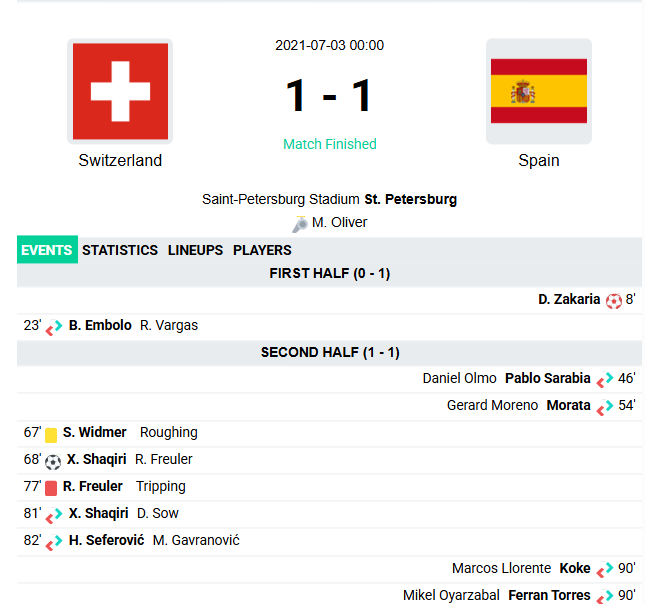 2021-07-03 00:00
1 - 1
Match Finished
Switzerland
Spain
Saint-Petersburg Stadium St. Petersburg
M. Oliver
EVENTS STATISTICS LINEUPS PLAYERS
FIRST HALF (0 - 1)
D. Zakaria 8'
23' B. Embolo R. Vargas
SECOND HALF (1 - 1)
Daniel Olmo Pablo Sarabia 46'
Gerard Moreno Morata 54'
67' S. Widmer Roughing
68' X. Shaqiri R. Freuler
77' R. Freuler Tripping
81' X. Shaqiri D. Sow
82' H. Seferović M. Gavranović
Marcos Llorente Koke 90'
Mikel Oyarzabal Ferran Torres 90'